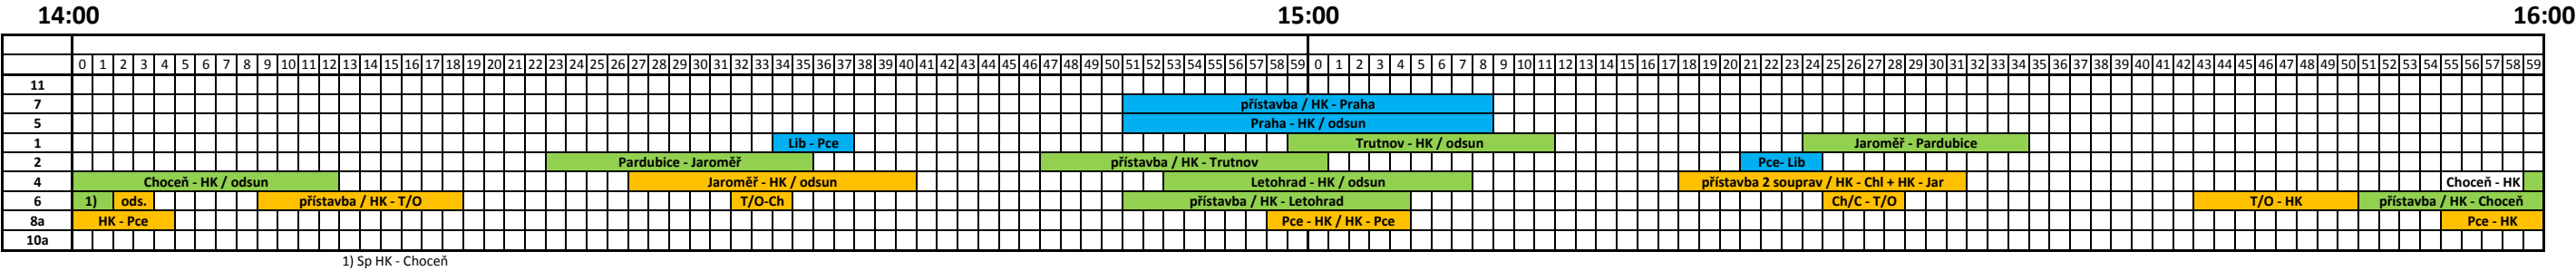 14:00 15:00 16:00
0 1 2 3 4 5 6 7 8 9 10 11 12 13 14 15 16 17 18 19 20 21 22 23 24 25 26 27 28 29 30 31 32 33 34 35 36 37 38 39 40 41 42 43 44 45 46 47 48 49 50 51 52 53 54 55 56 57 58 59 0 1 2 3 4 5 6 7 8 9 10 11 12 13 14 15 16 17 18 19 20 21 22 23 24 25 26 27 28 29 30 31 32 33 34 35 36 37 38 39 40 41 42 43 44 45 46 47 48 49 50 51 52 53 54 55 56 57 58 59
11
7 přístavba / HK - Praha
5 Praha - HK / odsun
1 Lib - Pce Trutnov - HK / odsun Jaroměř - Pardubice
2 Pardubice - Jaroměř přístavba / HK - Trutnov Pce- Lib
4 Choceň - HK / odsun Jaroměř - HK / odsun Letohrad - HK / odsun přístavba 2 souprav / HK - Chl + HK - Jar Choceň - HK
6 1) ods. přístavba / HK - T/O T/O-Ch přístavba / HK - Letohrad Ch/C - T/O T/O - HK přístavba / HK - Choceň
8a HK - Pce Pce - HK / HK - Pce Pce - HK
10a
1) Sp HK - Choceň